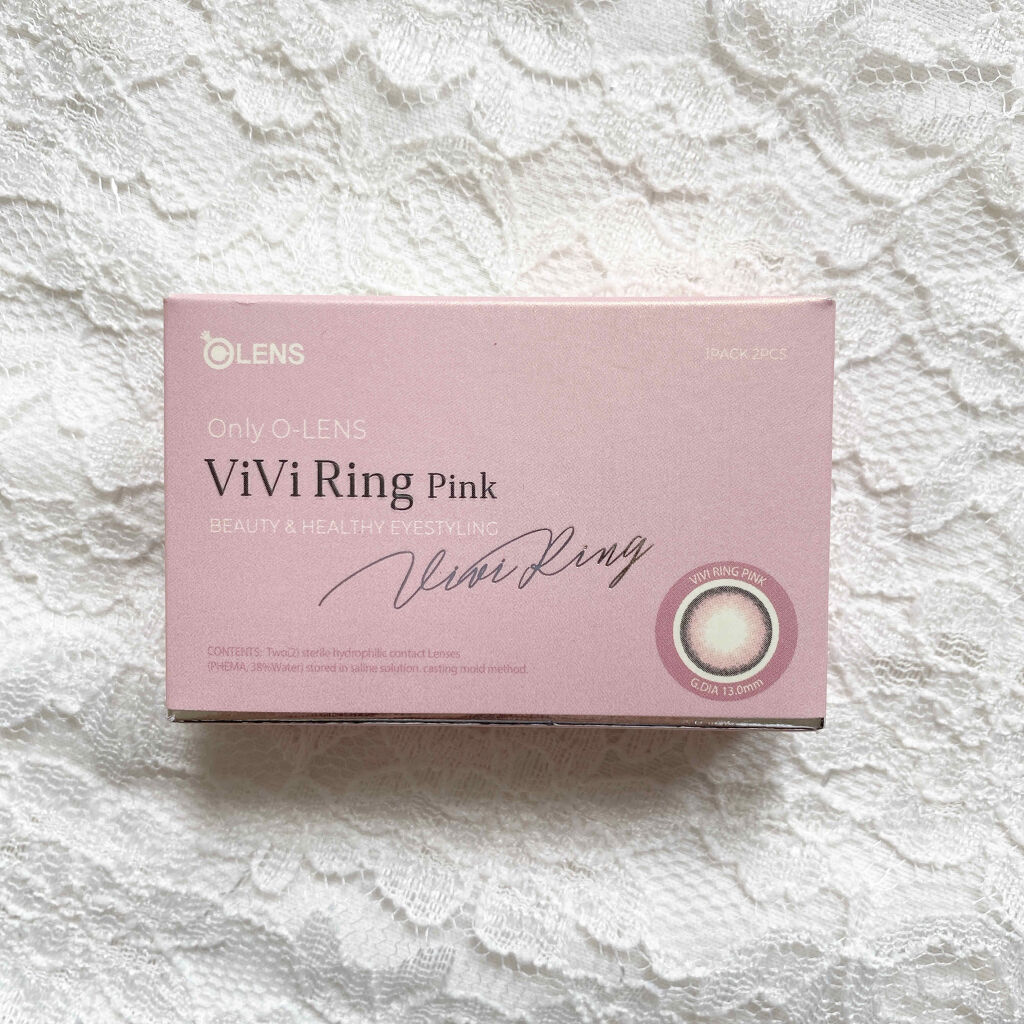 OLENS
1PACK 2PCS
Only O-LENS
ViVi Ring Pink
BEAUTY & HEALTHY EYESTYLING
Vivi Ring
VIVI RING PINK
G.DIA 13.0mm
CONTENTS: Two(2) sterile hydrophilic contact Lenses
(PHEMA, 38%Water) stored in saline solution, casting mold method.